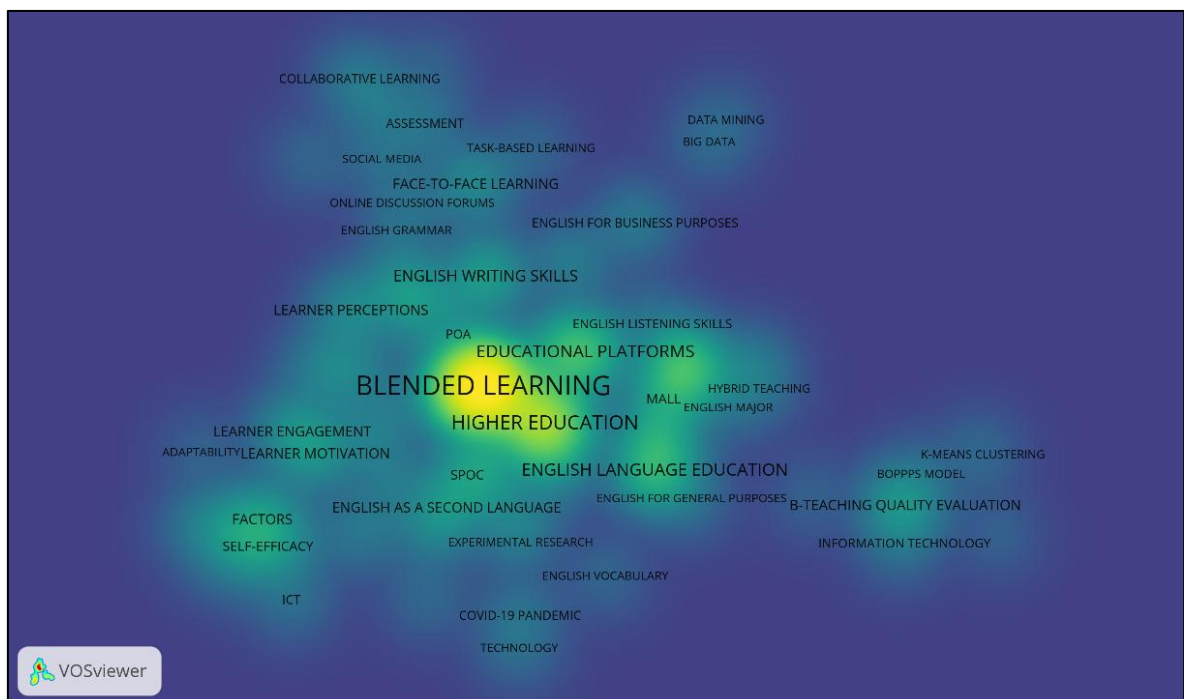 COLLABORATIVE LEARNING
DATA MINING
ASSESSMENT
BIG DATA
TASK-BASED LEARNING
SOCIAL MEDIA
FACE-TO-FACE LEARNING
ONLINE DISCUSSION FORUMS
ENGLISH FOR BUSINESS PURPOSES
ENGLISH GRAMMAR
ENGLISH WRITING SKILLS
LEARNER PERCEPTIONS
ENGLISH LISTENING SKILLS
POA
EDUCATIONAL PLATFORMS
BLENDED LEARNING
HYBRID TEACHING
MALL
ENGLISH MAJOR
HIGHER EDUCATION
LEARNER ENGAGEMENT
ADAPTABILITY LEARNER MOTIVATION
K-MEANS CLUSTERING
ENGLISH LANGUAGE EDUCATION
SPOC
BOPPPS MODEL
ENGLISH FOR GENERAL PURPOSES
B-TEACHING QUALITY EVALUATION
ENGLISH AS A SECOND LANGUAGE
FACTORS
EXPERIMENTAL RESEARCH
INFORMATION TECHNOLOGY
SELF-EFFICACY
ENGLISH VOCABULARY
ICT
COVID-19 PANDEMIC
TECHNOLOGY
VOSviewer